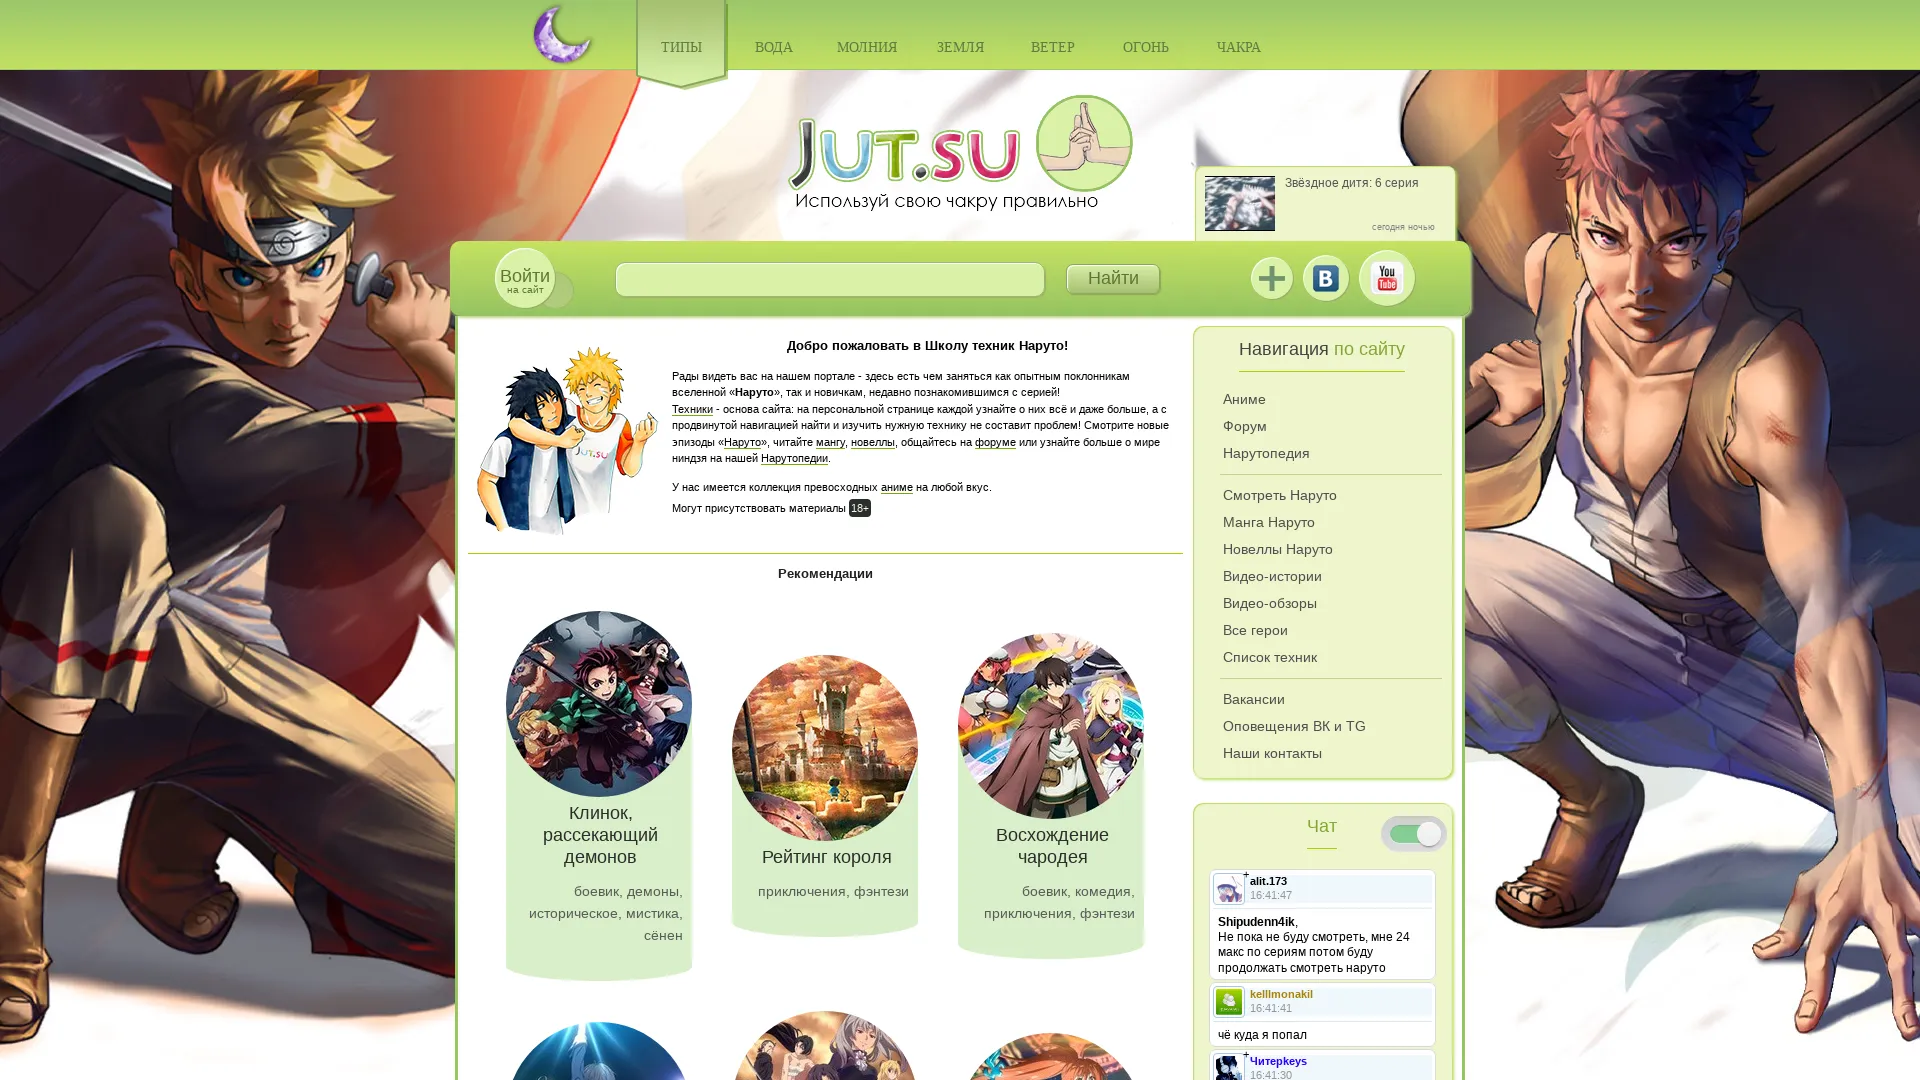 ТИПЫ ВОДА МОЛНИЯ ЗЕМЛЯ ВЕТЕР ОГОНЬ ЧАКРА
JUT.SU
Используй свою чакру правильно
Звёздное дитя: 6 серия
сегодня ночью
Войти
на сайт
Найти
B
You
Tube
Добро пожаловать в Школу техник Наруто!
Рады видеть вас на нашем портале - здесь есть чем заняться как опытным поклонникам
вселенной «Наруто», так и новичкам, недавно познакомившимся с серией!
Техники - основа сайта: на персональной странице каждой узнайте о них всё и даже больше, а с
продвинутой навигацией найти и изучить нужную технику не составит проблем! Смотрите новые
эпизоды «Наруто», читайте мангу, новеллы, общайтесь на форуме или узнайте больше о мире
ниндзя на нашей Нарутопедии.
У нас имеется коллекция превосходных аниме на любой вкус.
Могут присутствовать материалы 18+
JUT.SU
Рекомендации
Клинок,
рассекающий
демонов
боевик, демоны,
историческое, мистика,
сёнен
Рейтинг короля
приключения, фэнтези
Восхождение
чародея
боевик, комедия,
приключения, фэнтези
Навигация по сайту
Аниме
Форум
Нарутопедия
Смотреть Наруто
Манга Наруто
Новеллы Наруто
Видео-истории
Видео-обзоры
Все герои
Список техник
Вакансии
Оповещения ВК и TG
Наши контакты
Чат
+
alit.173
16:41:47
Shipudenn4ik,
Не пока не буду смотреть, мне 24
макс по сериям потом буду
продолжать смотреть наруто
kelllmonakil
16:41:41
чё куда я попал
+
Читерkeys
16:41:30